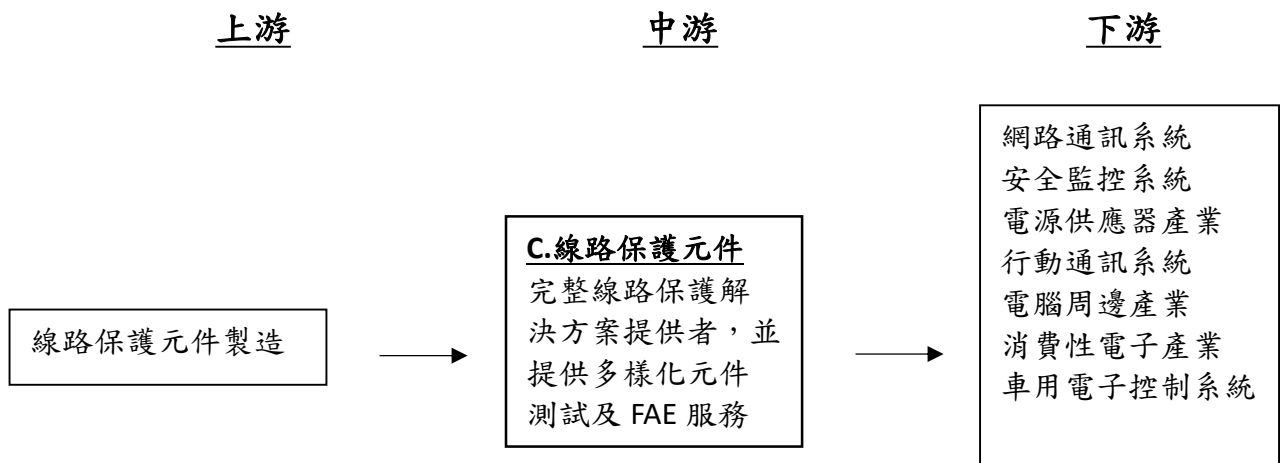 上游
中游
下游
線路保護元件製造
C.線路保護元件
完整線路保護解
決方案提供者，並
提供多樣化元件
測試及 FAE 服務
網路通訊系統
安全監控系統
電源供應器產業
行動通訊系統
電腦周邊產業
消費性電子產業
車用電子控制系統